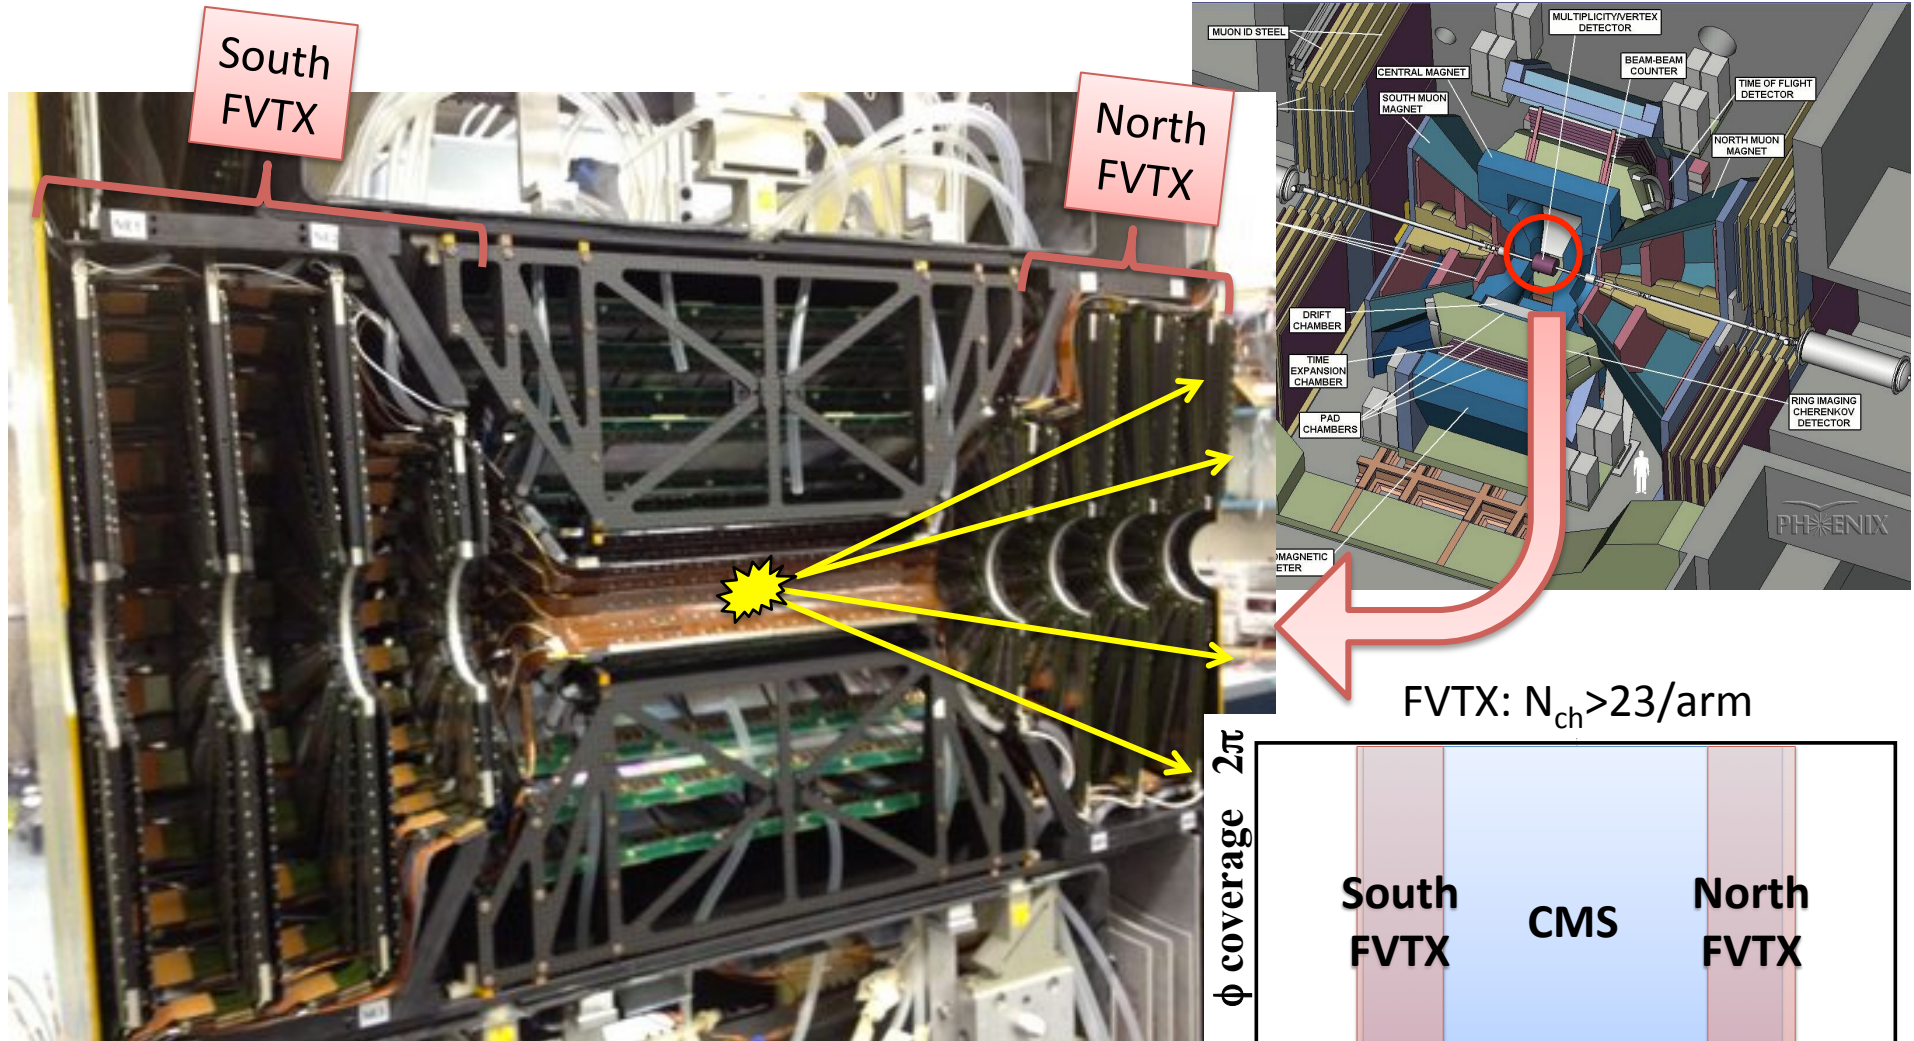 South
FVTX
North
FVTX
MUON ID STEEL
MULTIPLICITY/VERTEX
DETECTOR
CENTRAL MAGNET
BEAM-BEAM
COUNTER
SOUTH MUON
MAGNET
TIME OF FLIGHT
DETECTOR
NORTH MUON
MAGNET
DRIFT
CHAMBER
TIME
EXPANSION
CHAMBER
PAD
CHAMBERS
RING IMAGING
CHERENKOV
DETECTOR
PHENIX
OMAGNETIC
ETER
FVTX: Nch>23/arm
ϕ coverage 2π
South
FVTX
CMS
North
FVTX